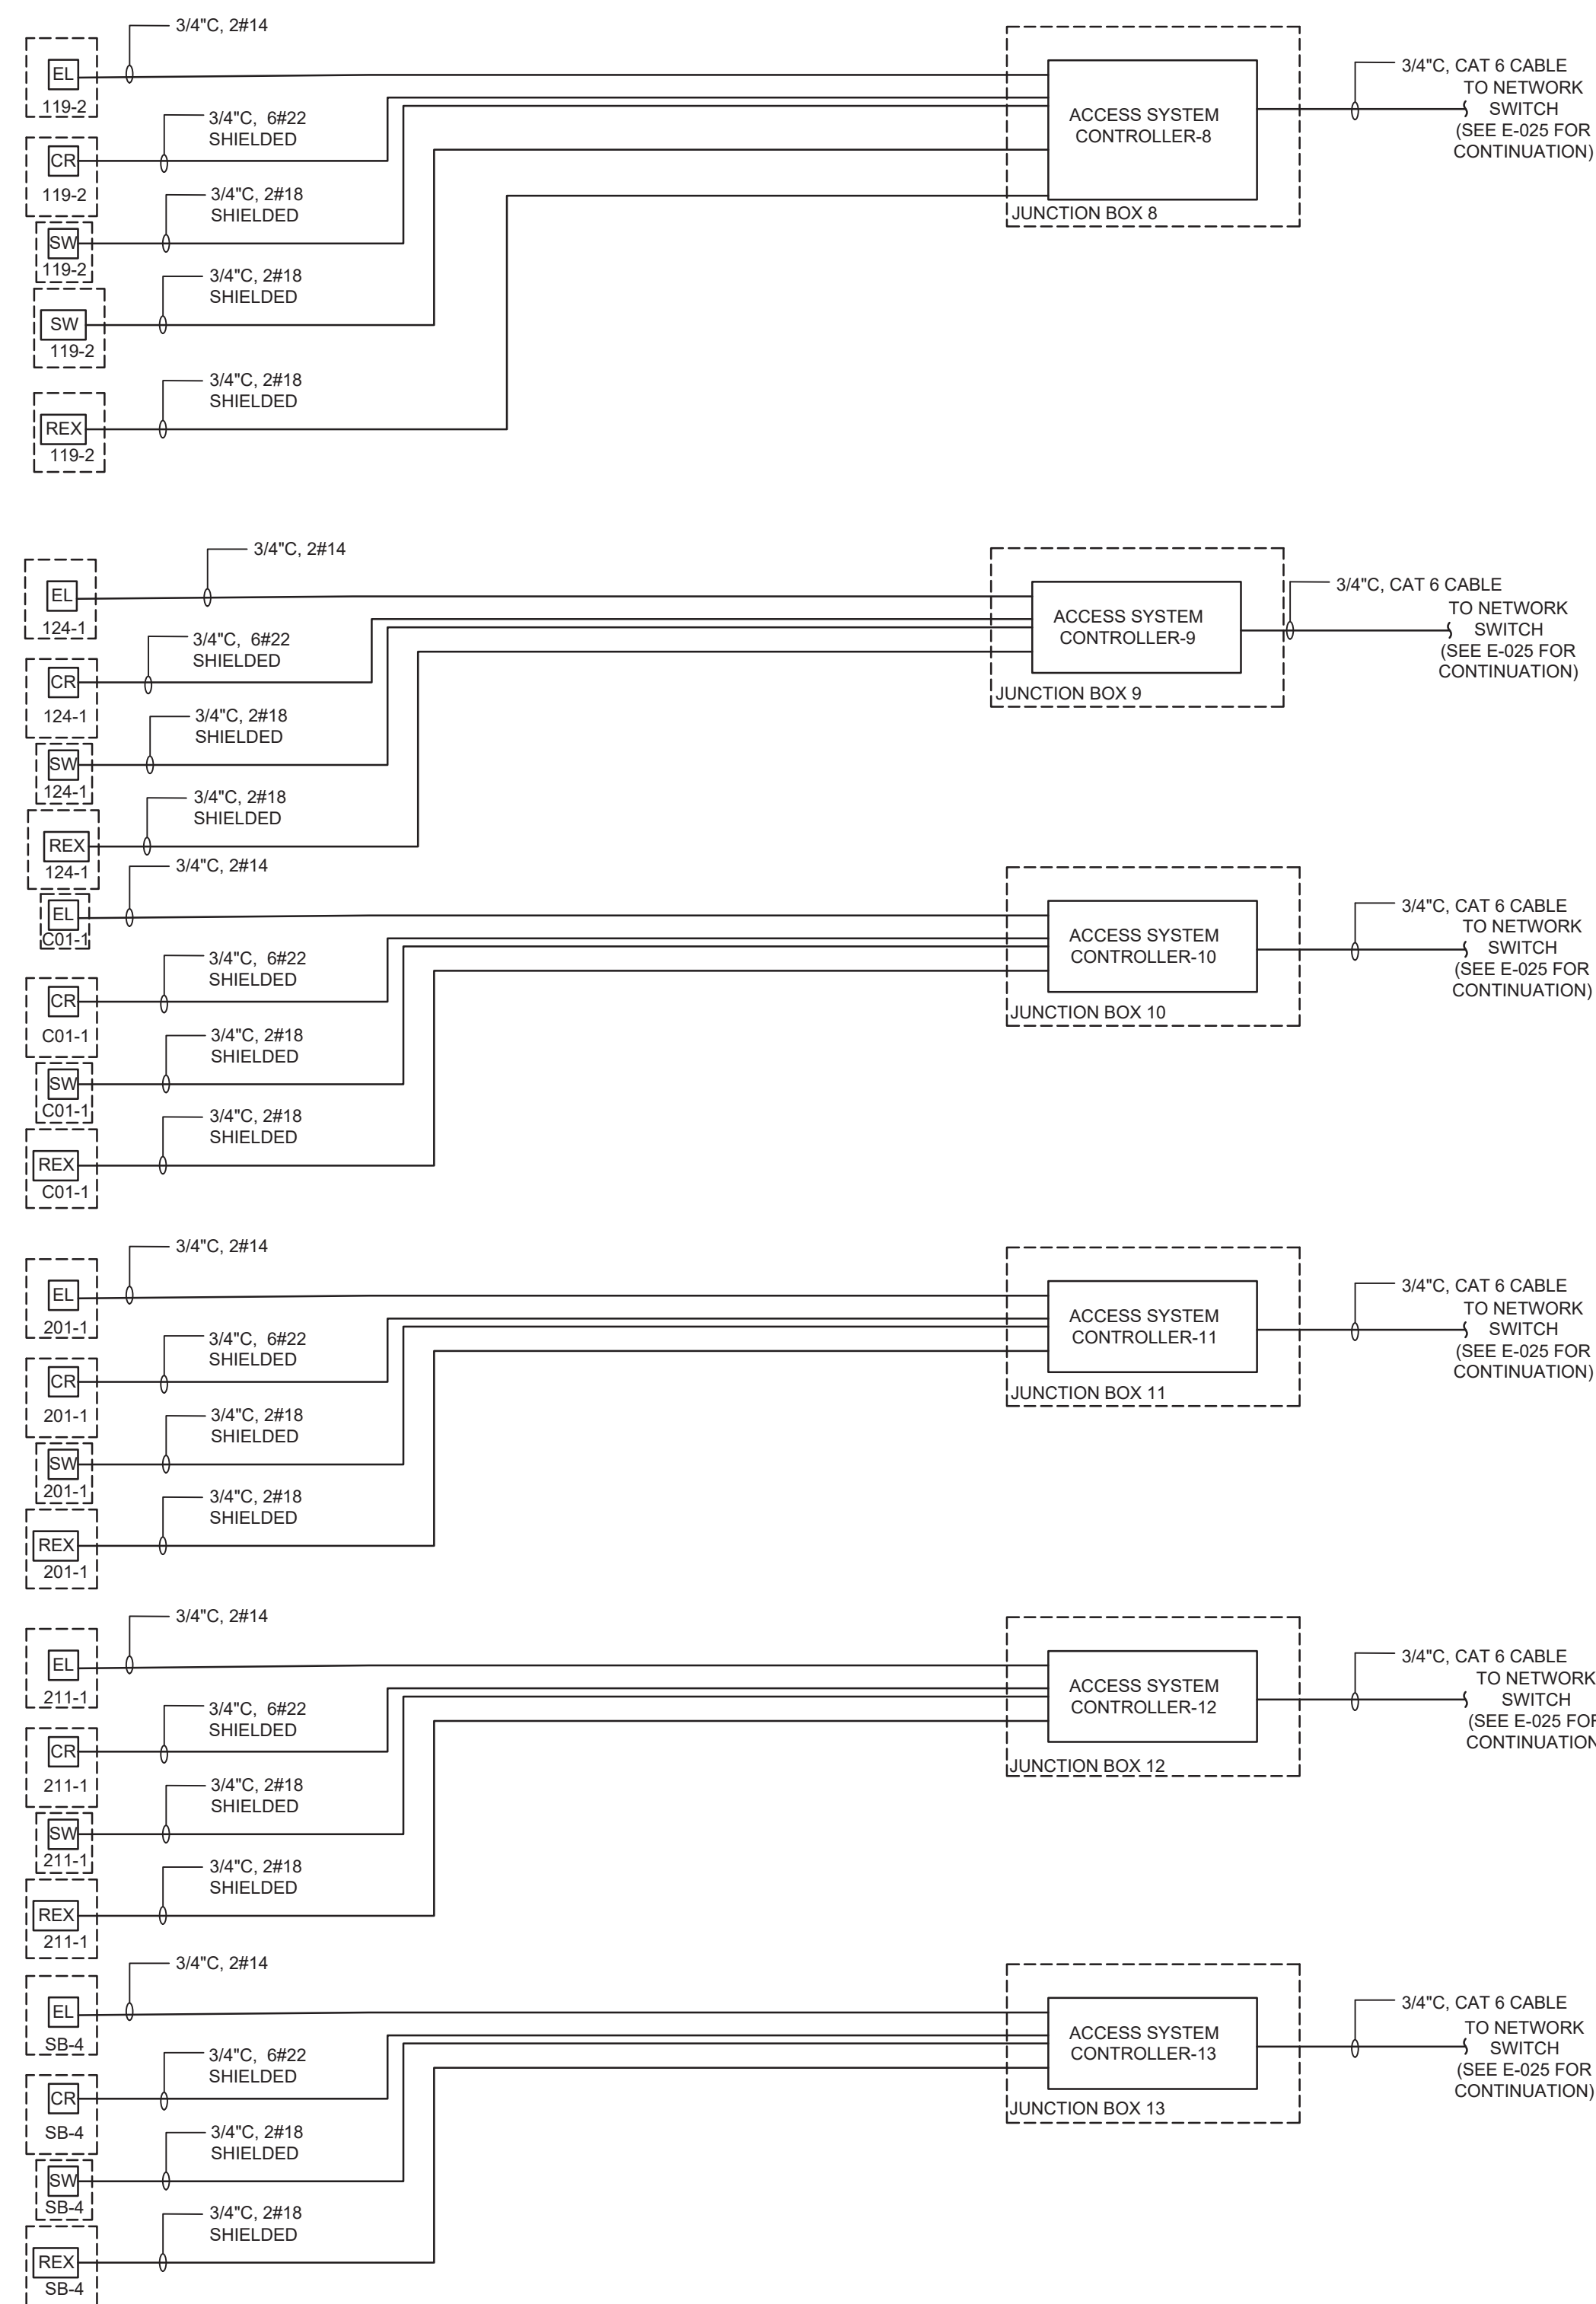 3/4"C, 2#14
EL
119-2
3/4"C, 6#22
SHIELDED
CR
119-2
3/4"C, 2#18
SHIELDED
SW
119-2
3/4"C, 2#18
SHIELDED
SW
119-2
3/4"C, 2#18
SHIELDED
REX
119-2
ACCESS SYSTEM
CONTROLLER-8
JUNCTION BOX 8
3/4"C, CAT 6 CABLE
TO NETWORK
SWITCH
(SEE E-025 FOR
CONTINUATION)
3/4"C, 2#14
EL
124-1
3/4"C, 6#22
SHIELDED
CR
124-1
3/4"C, 2#18
SHIELDED
SW
124-1
3/4"C, 2#18
SHIELDED
REX
124-1
ACCESS SYSTEM
CONTROLLER-9
JUNCTION BOX 9
3/4"C, CAT 6 CABLE
TO NETWORK
SWITCH
(SEE E-025 FOR
CONTINUATION)
3/4"C, 2#14
EL
C01-1
3/4"C, 6#22
SHIELDED
CR
C01-1
3/4"C, 2#18
SHIELDED
SW
C01-1
3/4"C, 2#18
SHIELDED
REX
C01-1
ACCESS SYSTEM
CONTROLLER-10
JUNCTION BOX 10
3/4"C, CAT 6 CABLE
TO NETWORK
SWITCH
(SEE E-025 FOR
CONTINUATION)
3/4"C, 2#14
EL
201-1
3/4"C, 6#22
SHIELDED
CR
201-1
3/4"C, 2#18
SHIELDED
SW
201-1
3/4"C, 2#18
SHIELDED
REX
201-1
ACCESS SYSTEM
CONTROLLER-11
JUNCTION BOX 11
3/4"C, CAT 6 CABLE
TO NETWORK
SWITCH
(SEE E-025 FOR
CONTINUATION)
3/4"C, 2#14
EL
211-1
3/4"C, 6#22
SHIELDED
CR
211-1
3/4"C, 2#18
SHIELDED
SW
211-1
3/4"C, 2#18
SHIELDED
REX
211-1
ACCESS SYSTEM
CONTROLLER-12
JUNCTION BOX 12
3/4"C, CAT 6 CABLE
TO NETWORK
SWITCH
(SEE E-025 FOR
CONTINUATION
3/4"C, 2#14
EL
SB-4
3/4"C, 6#22
SHIELDED
CR
SB-4
3/4"C, 2#18
SHIELDED
SW
SB-4
3/4"C, 2#18
SHIELDED
REX
SB-4
ACCESS SYSTEM
CONTROLLER-13
JUNCTION BOX 13
3/4"C, CAT 6 CABLE
TO NETWORK
SWITCH
(SEE E-025 FOR
CONTINUATION)